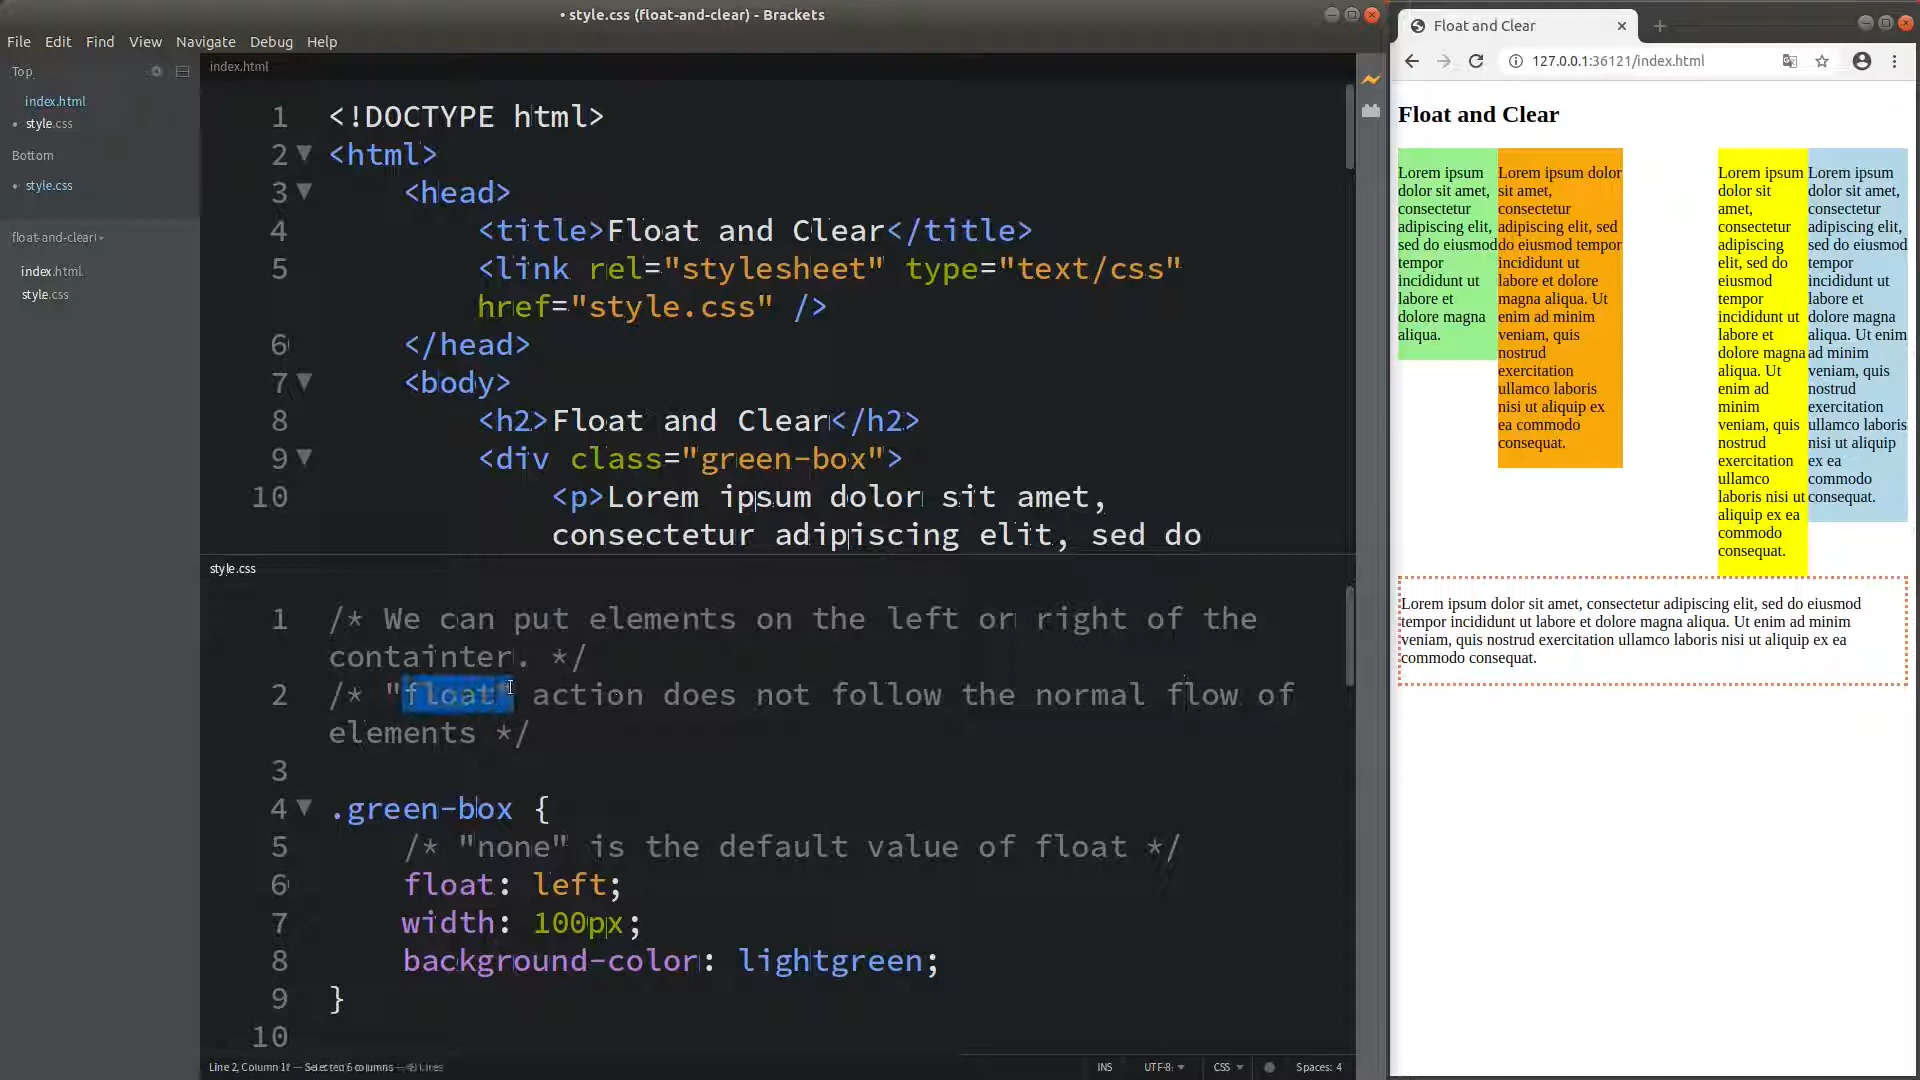 • style.css (float-and-clear) - Brackets
File Edit Find View Navigate Debug Help
Top
index.html
• style.css
Bottom
• style.css
float-and-clear
index.html
style.css
index.html
1 <!DOCTYPE html>
2 <html>
3 <head>
4 <title>Float and Clear</title>
5 <link rel="stylesheet" type="text/css"
href="style.css" />
6 </head>
7 <body>
8 <h2>Float and Clear</h2>
9 <div class="green-box">
10 <p>Lorem ipsum dolor sit amet,
consectetur adipiscing elit, sed do
style.css
1 /* We can put elements on the left or right of the
containter. */
2 /* "float" action does not follow the normal flow of
elements */
3
4 .green-box {
5 /* "none" is the default value of float */
6 float: left;
7 width: 100px;
8 background-color: lightgreen;
9 }
10
Line 2, Column — Selected 6 columns — Lines
INS UTF-8 CSS Spaces: 4
Float and Clear
127.0.0.1:36121/index.html
Float and Clear
Lorem ipsum
dolor sit amet,
consectetur
adipiscing elit,
sed do eiusmod
tempor
incididunt ut
labore et
dolore magna
aliqua.
Lorem ipsum dolor
sit amet,
consectetur
adipiscing elit, sed
do eiusmod tempor
incididunt ut
labore et dolore
magna aliqua. Ut
enim ad minim
veniam, quis
nostrud
exercitation
ullamco laboris
nisi ut aliquip ex
ea commodo
consequat.
Lorem ipsum
dolor sit
amet,
consectetur
adipiscing
elit, sed do
eiusmod
tempor
incididunt ut
labore et
dolore magna
aliqua. Ut
enim ad
minim
veniam, quis
nostrud
exercitation
ullamco
laboris nisi ut
aliquip ex ea
commodo
consequat.
Lorem ipsum
dolor sit amet,
consectetur
adipiscing elit,
sed do eiusmod
tempor
incididunt ut
labore et
dolore magna
aliqua. Ut enim
ad minim
veniam, quis
nostrud
exercitation
ullamco laboris
nisi ut aliquip
ex ea
commodo
consequat.
Lorem ipsum dolor sit amet, consectetur adipiscing elit, sed do eiusmod
tempor incididunt ut labore et dolore magna aliqua. Ut enim ad minim
veniam, quis nostrud exercitation ullamco laboris nisi ut aliquip ex ea
commodo consequat.